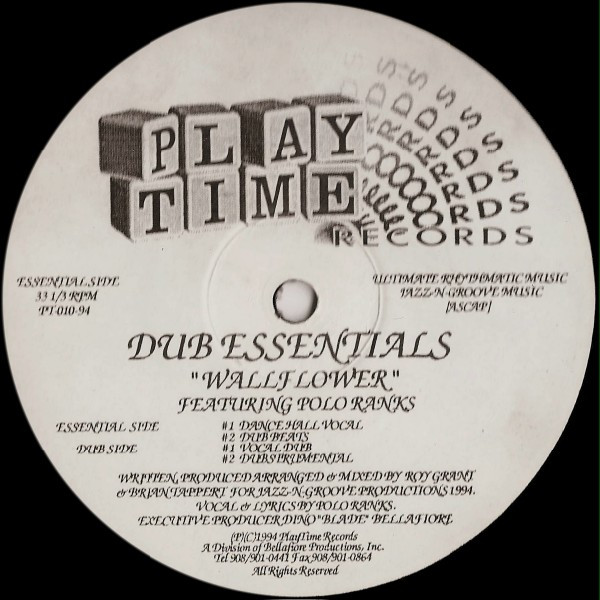 PLAY
TIME
RECORDS
ESSENTIAL SIDE
33 1/3 RPM
PT-010-94
ULTIMATE RHYTHMATIC MUSIC
JAZZ-N-GROOVE MUSIC
[ASCAP]
DUB ESSENTIALS
"WALLFLOWER"
FEATURING POLO RANKS
ESSENTIAL SIDE #1 DANCE HALL VOCAL
#2 DUB BEATS
DUB SIDE #1 VOCAL DUB
#2 DUBSTRUMENTAL
WRITTEN, PRODUCED ARRANGED & MIXED BY ROY GRANT
& BRIAN TAPPERT FOR JAZZ-N-GROOVE PRODUCTIONS 1994.
VOCAL & LYRICS BY POLO RANKS.
EXECUTIVE PRODUCER DINO "BLADE" BELLAFIORE
(P)(C)1994 PlayTime Records
A Division of Bellafiore Productions, Inc.
Tel 908/901-0441 Fax 908/901-0864
All Rights Reserved